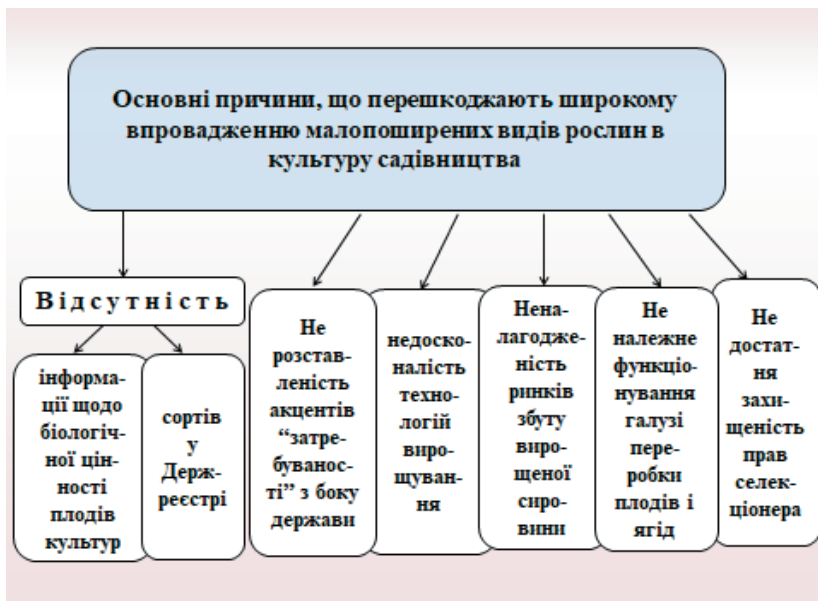 Основні причини, що перешкоджають широкому
впровадженню малопоширених видів рослин в
культуру садівництва
Відсутність
інформа-
ції щодо
біологіч-
ної цін-
ності
плодів
культур
сортів
у
Держ-
реєстрі
Не
розстав-
леність
акцентів
“затре-
буванос-
ті” з боку
держави
недоско-
налість
техно-
логій
виро-
щуван-
ня
Нена-
лагодже-
ність
ринків
збуту
виро-
щеної
сиро-
вини
Не
належне
функціо-
нування
галузі
пере-
робки
плодів і
ягід
Не
достат-
ня
захи-
щеність
прав
селек-
ціонера